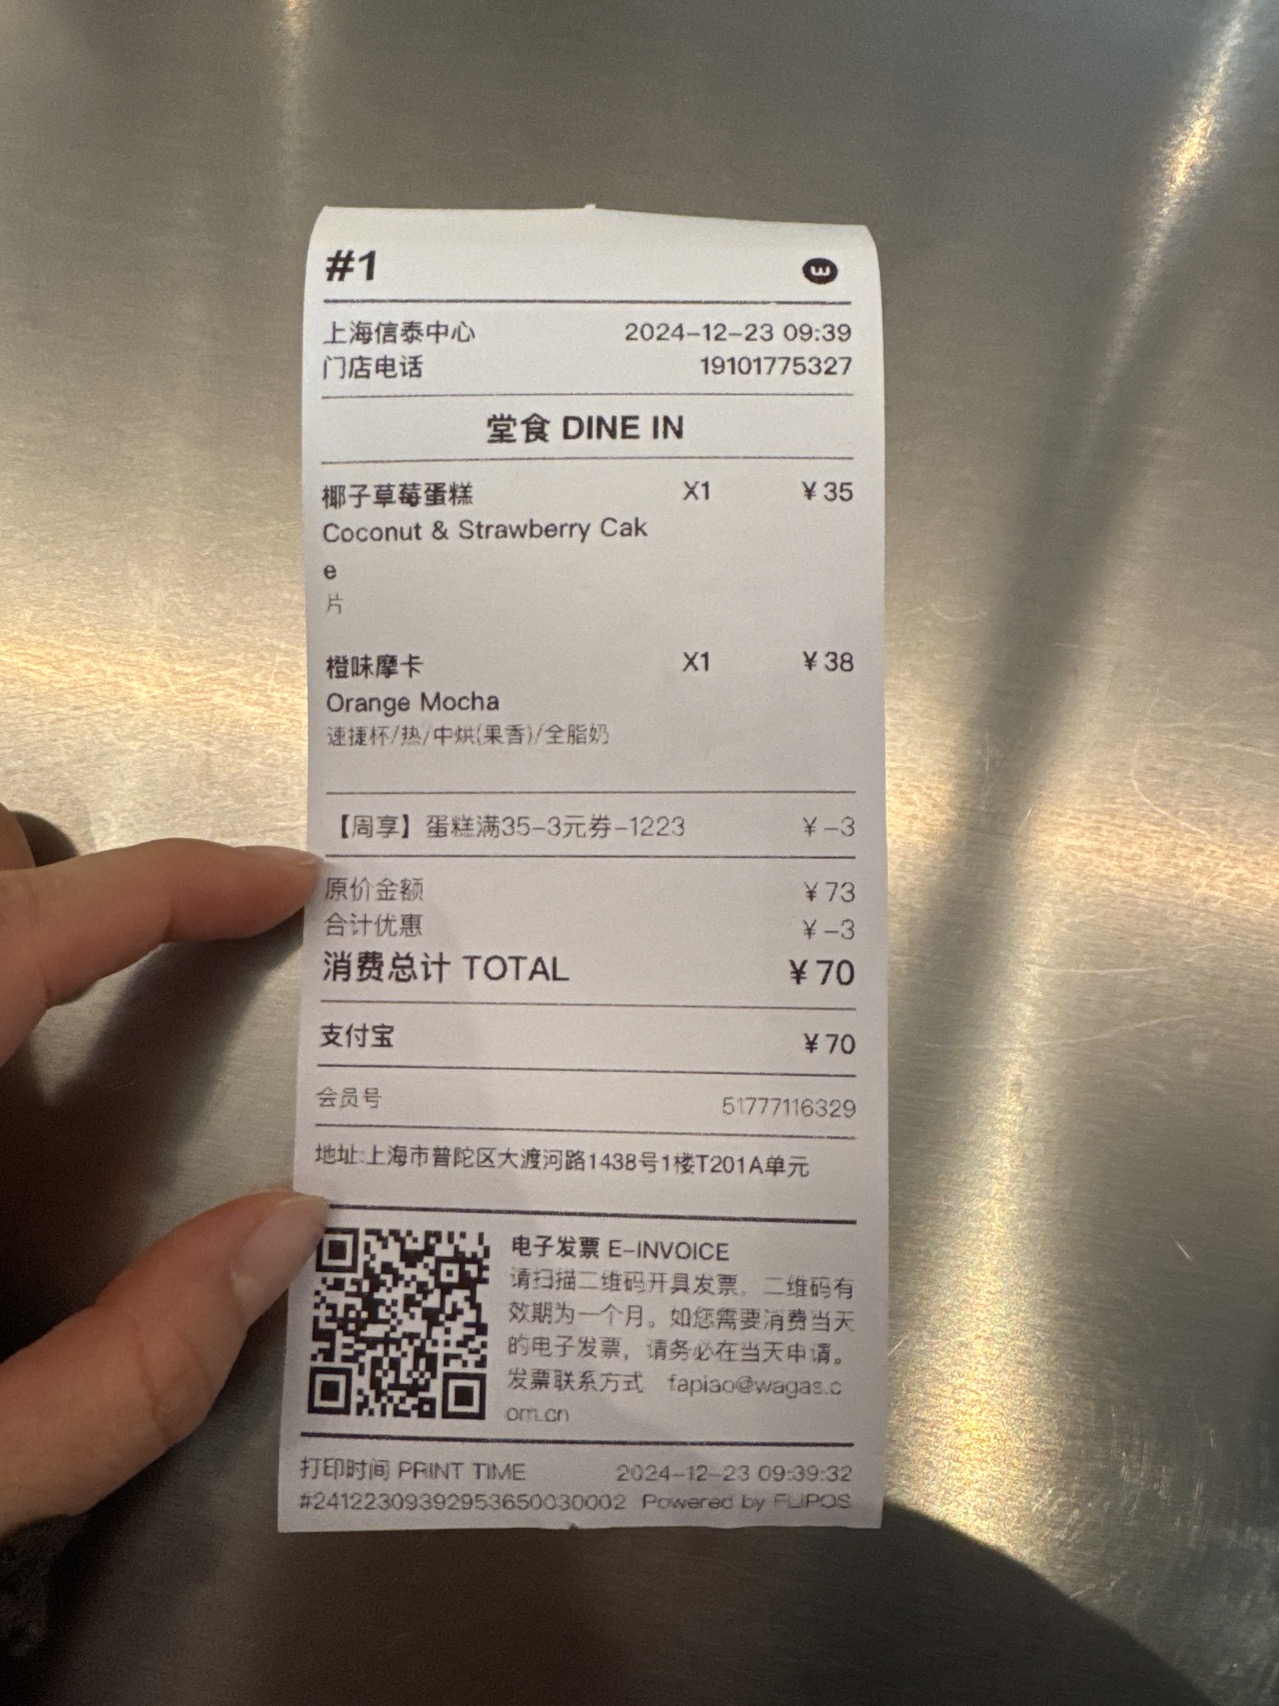 #1
上海信泰中心 2024-12-23 09:39
门店电话 19101775327
堂食 DINE IN
椰子草莓蛋糕 X1 ¥35
Coconut & Strawberry Cak
e
片
橙味摩卡 X1 ¥38
Orange Mocha
速捷杯/热/中烘(果香)/全脂奶
【周享】蛋糕满35-3元券-1223 ¥-3
原价金额 ¥73
合计优惠 ¥-3
消费总计 TOTAL ¥70
支付宝 ¥70
会员号 51777116329
地址:上海市普陀区大渡河路1438号1楼T201A单元
电子发票 E-INVOICE
请扫描二维码开具发票。二维码有
效期为一个月。如您需要消费当天
的电子发票，请务必在当天申请。
发票联系方式 fapiao@wagas.c
om.cn
打印时间 PRINT TIME 2024-12-23 09:39:32
#2412230939295365003​0002 Powered by FLIPOS